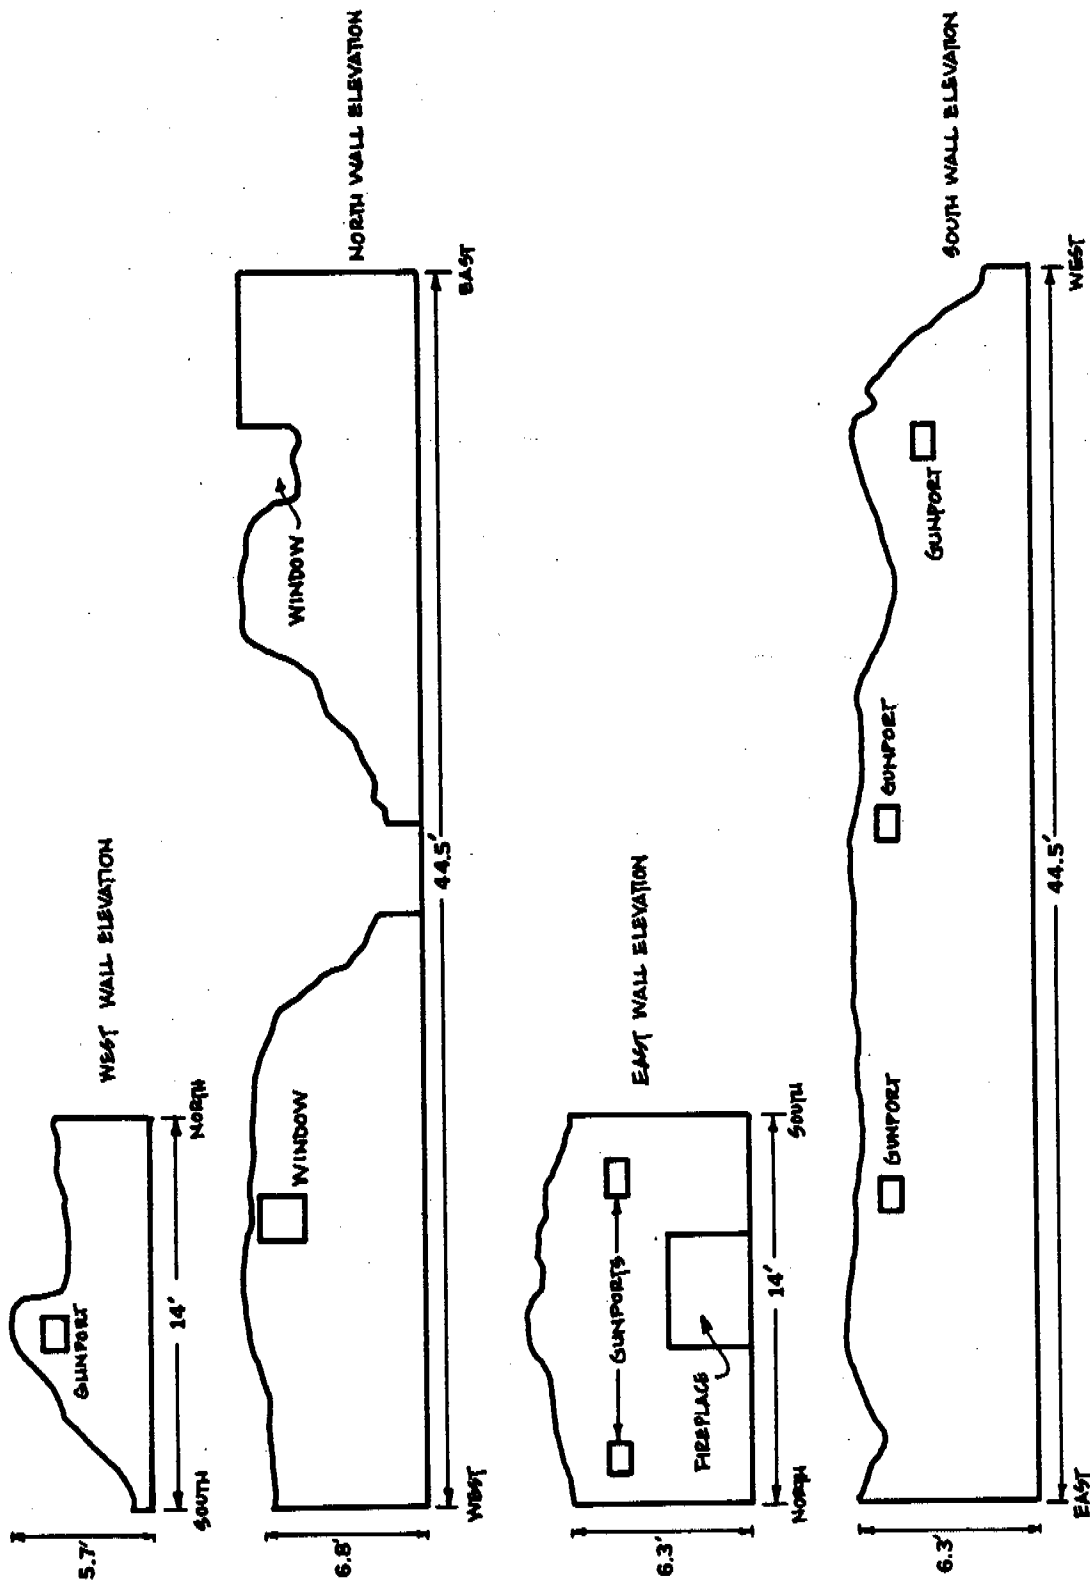 5.7'
SOUTH
GUNPORT
14'
NORTH
WEST WALL ELEVATION
6.8'
WEST
WINDOW
44.5'
WINDOW
EAST
NORTH WALL ELEVATION
6.3'
NORTH
FIREPLACE
GUNPORTS
14'
SOUTH
EAST WALL ELEVATION
6.3'
EAST
GUNPORT
44.5'
GUNPORT
GUNPORT
WEST
SOUTH WALL ELEVATION